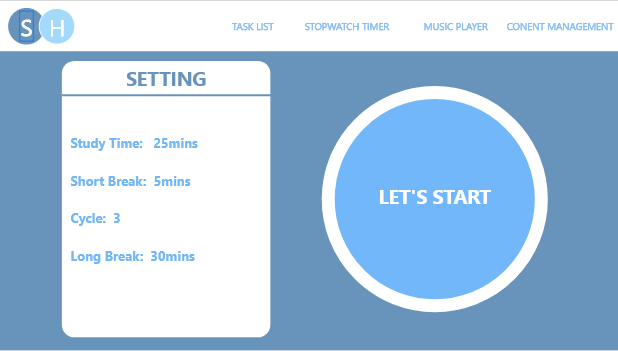 S H
TASK LIST STOPWATCH TIMER MUSIC PLAYER CONENT MANAGEMENT
SETTING
Study Time: 25mins
Short Break: 5mins
Cycle: 3
Long Break: 30mins
LET'S START